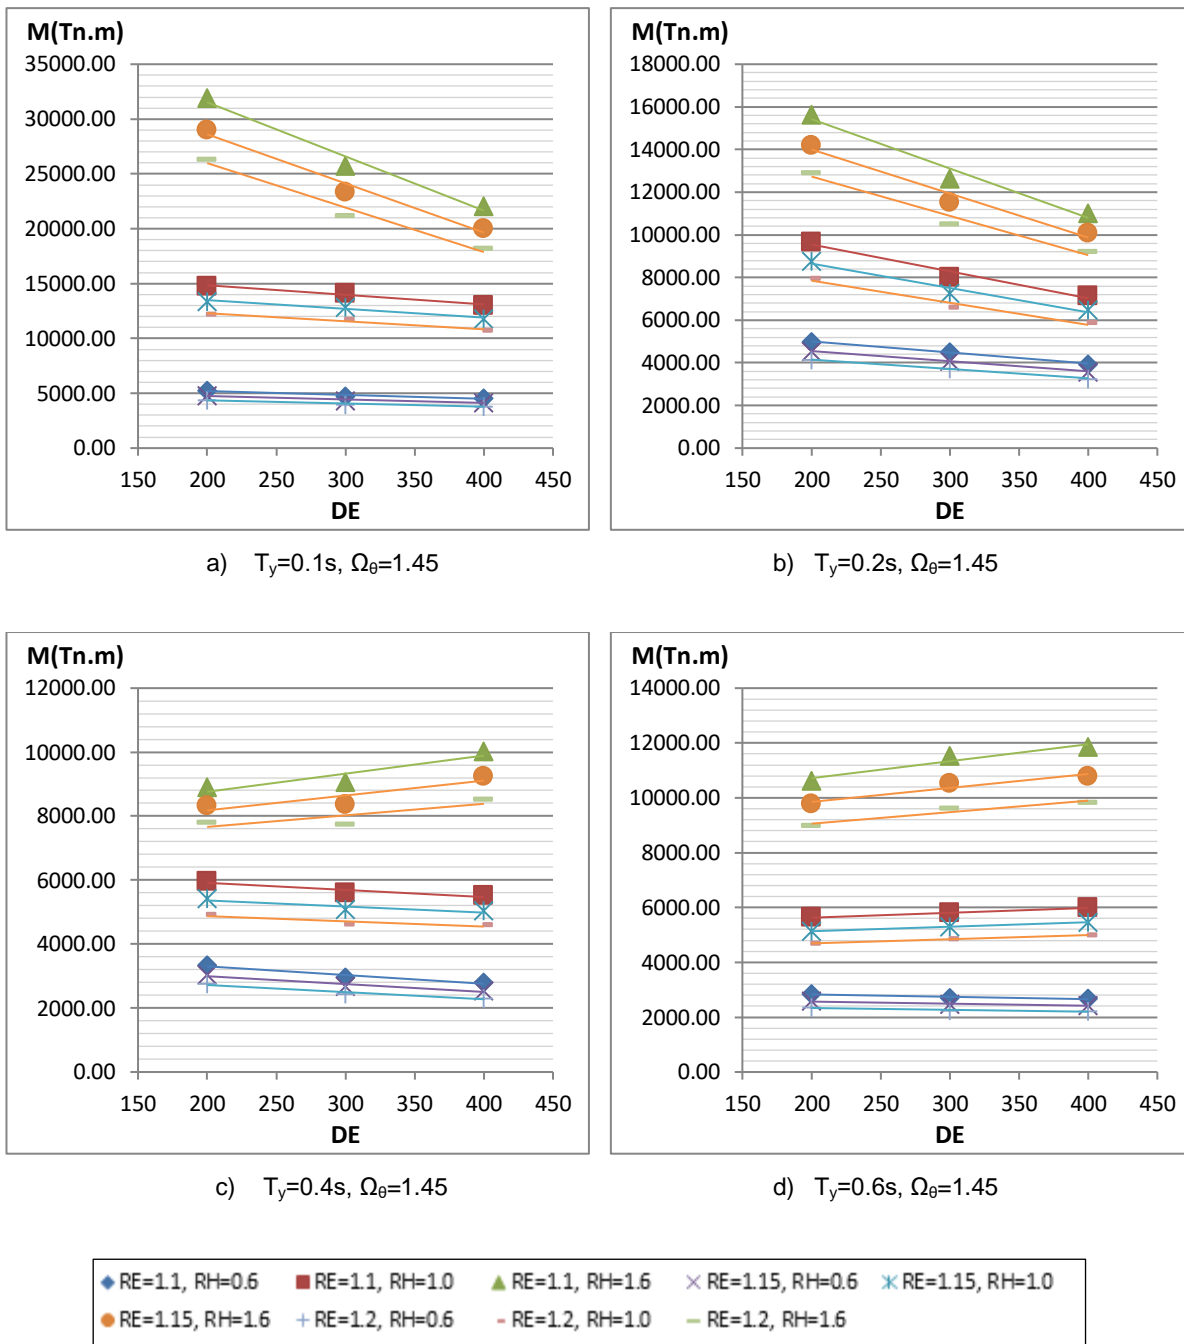 M(Tn.m)
35000.00
30000.00
25000.00
20000.00
15000.00
10000.00
5000.00
0.00
150 200 250 300 350 400 450
DE
a) Ty=0.1s, Ωθ=1.45
M(Tn.m)
18000.00
16000.00
14000.00
12000.00
10000.00
8000.00
6000.00
4000.00
2000.00
0.00
150 200 250 300 350 400 450
DE
b) Ty=0.2s, Ωθ=1.45
M(Tn.m)
12000.00
10000.00
8000.00
6000.00
4000.00
2000.00
0.00
150 200 250 300 350 400 450
DE
c) Ty=0.4s, Ωθ=1.45
M(Tn.m)
14000.00
12000.00
10000.00
8000.00
6000.00
4000.00
2000.00
0.00
150 200 250 300 350 400 450
DE
d) Ty=0.6s, Ωθ=1.45
RE=1.1, RH=0.6 RE=1.1, RH=1.0 RE=1.1, RH=1.6 RE=1.15, RH=0.6 RE=1.15, RH=1.0
RE=1.15, RH=1.6 RE=1.2, RH=0.6 RE=1.2, RH=1.0 RE=1.2, RH=1.6